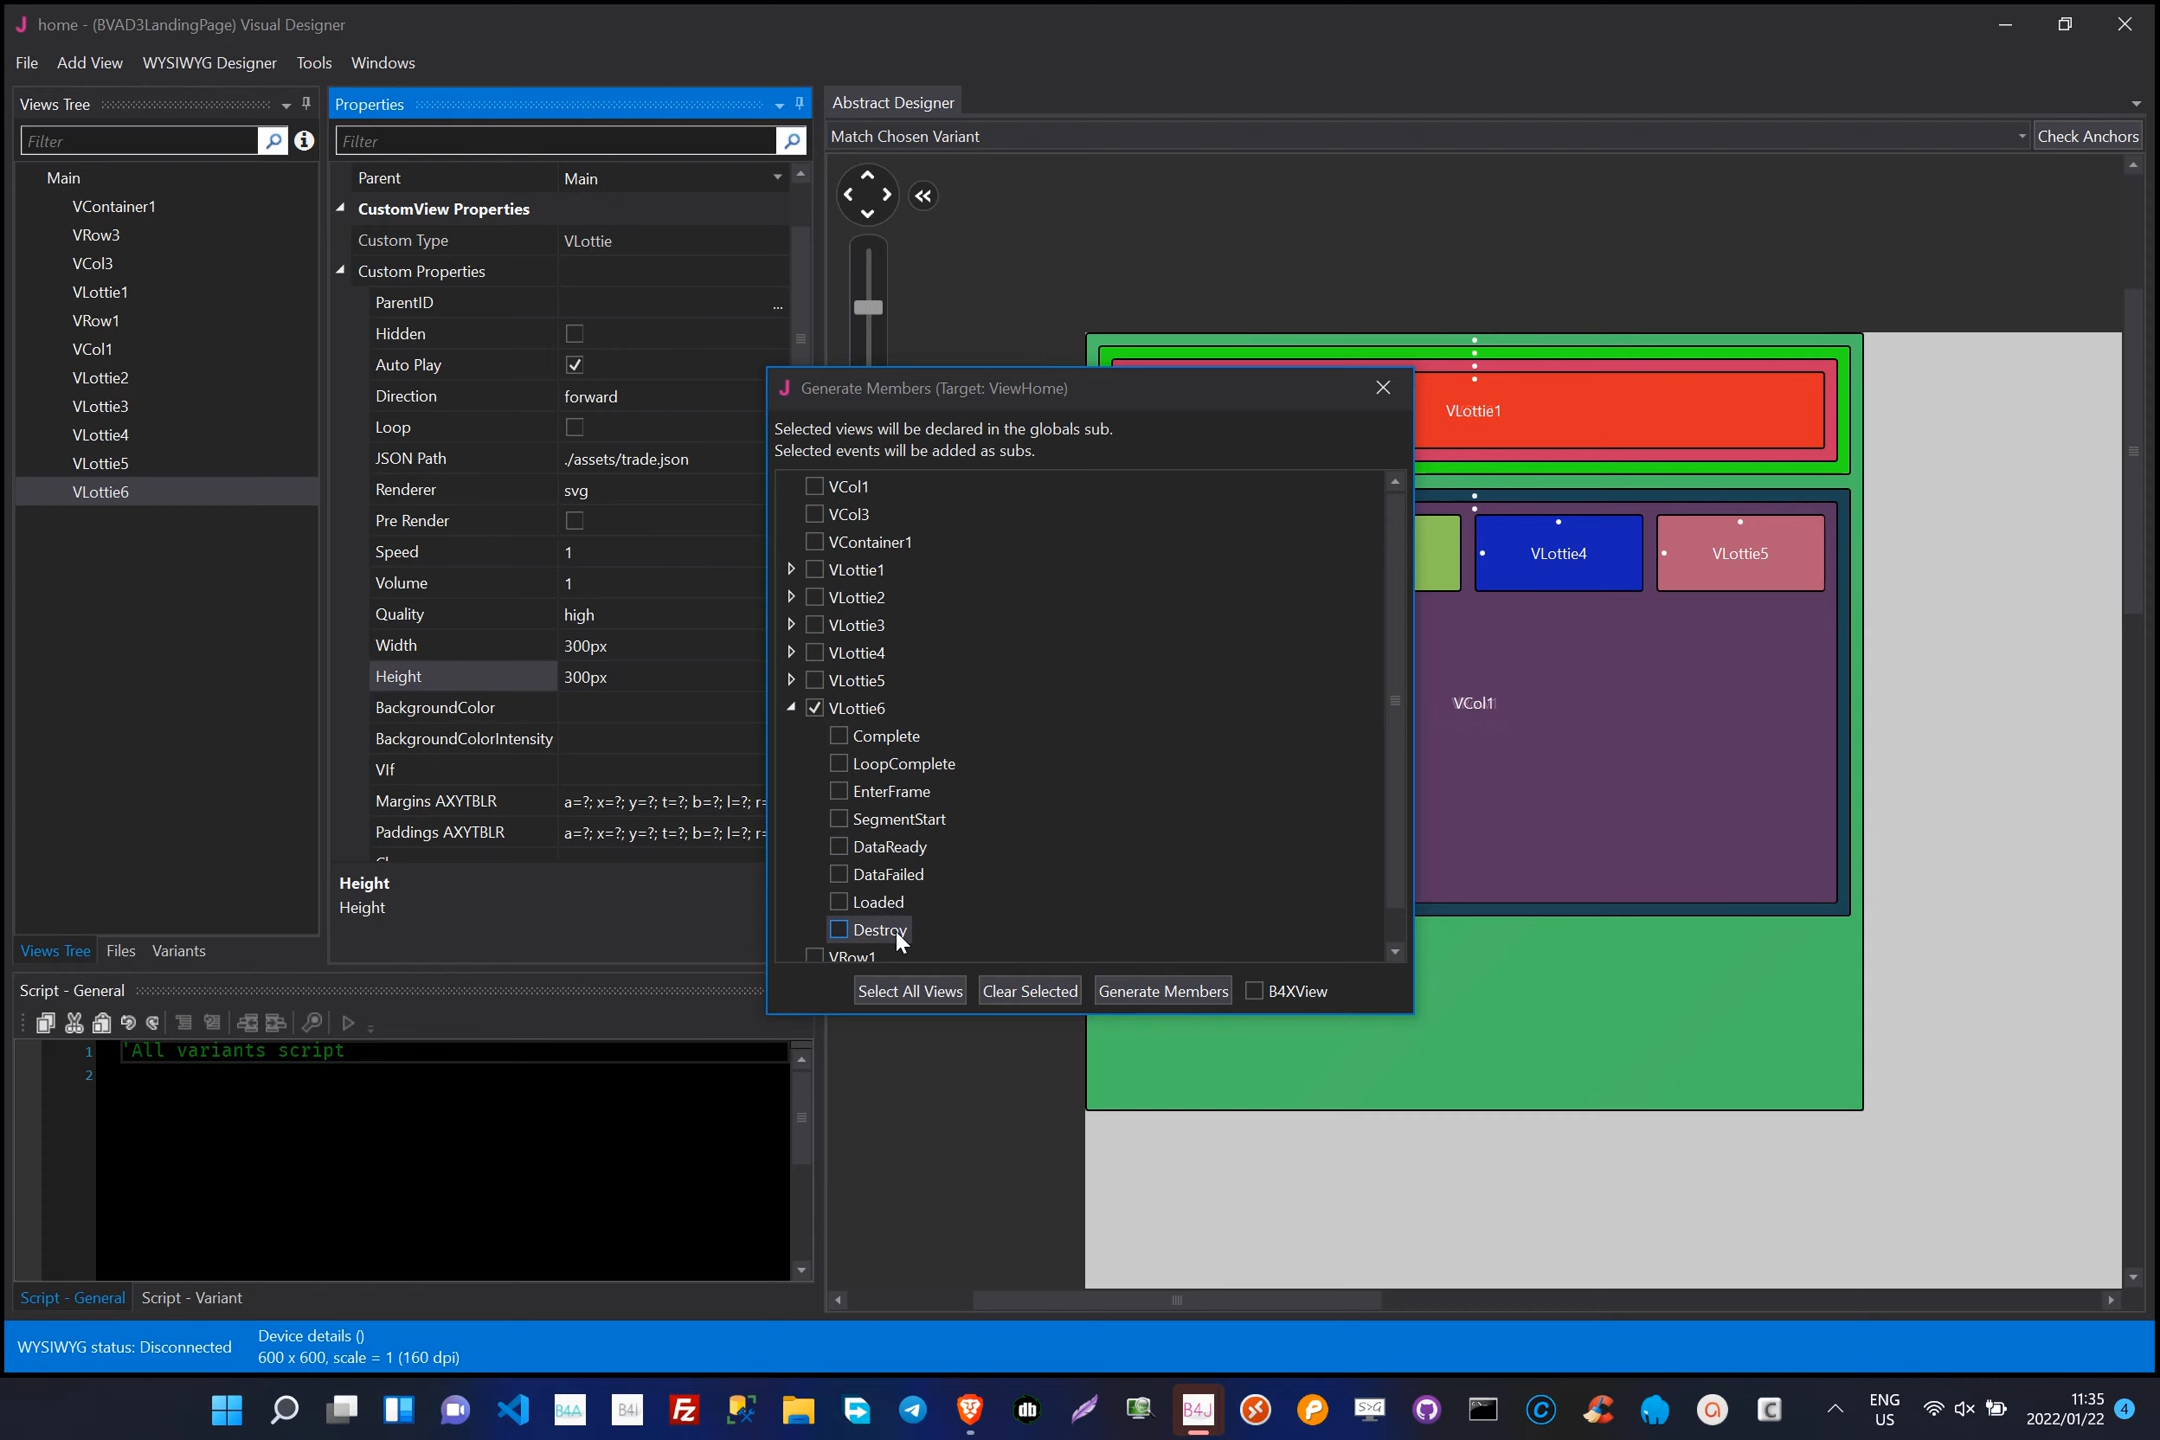 home - (BVAD3LandingPage) Visual Designer
File Add View WYSIWYG Designer Tools Windows
Views Tree
Filter
Main
VContainer1
VRow3
VCol3
VLottie1
VRow1
VCol1
VLottie2
VLottie3
VLottie4
VLottie5
VLottie6
Views Tree Files Variants
Properties
Filter
Parent Main
CustomView Properties
Custom Type VLottie
Custom Properties
ParentID ...
Hidden
Auto Play
Direction forward
Loop
JSON Path ./assets/trade.json
Renderer svg
Pre Render
Speed 1
Volume 1
Quality high
Width 300px
Height 300px
BackgroundColor
BackgroundColorIntensity
VIf
Margins AXYTBLR a=?; x=?; y=?; t=?; b=?; l=?; r=
Paddings AXYTBLR a=?; x=?; y=?; t=?; b=?; l=?; r=
Height
Height
Abstract Designer
Match Chosen Variant Check Anchors
VLottie1
VLottie4
VLottie5
VCol1
Generate Members (Target: ViewHome)
Selected views will be declared in the globals sub.
Selected events will be added as subs.
VCol1
VCol3
VContainer1
VLottie1
VLottie2
VLottie3
VLottie4
VLottie5
VLottie6
Complete
LoopComplete
EnterFrame
SegmentStart
DataReady
DataFailed
Loaded
Destroy
VRow1
Select All Views Clear Selected Generate Members B4XView
Script - General
1 'All variants script
2
Script - General Script - Variant
WYSIWYG status: Disconnected
Device details ()
600 x 600, scale = 1 (160 dpi)
B4A B4i Fz db B4J S>G
ENG
US
11:35
2022/01/22
4